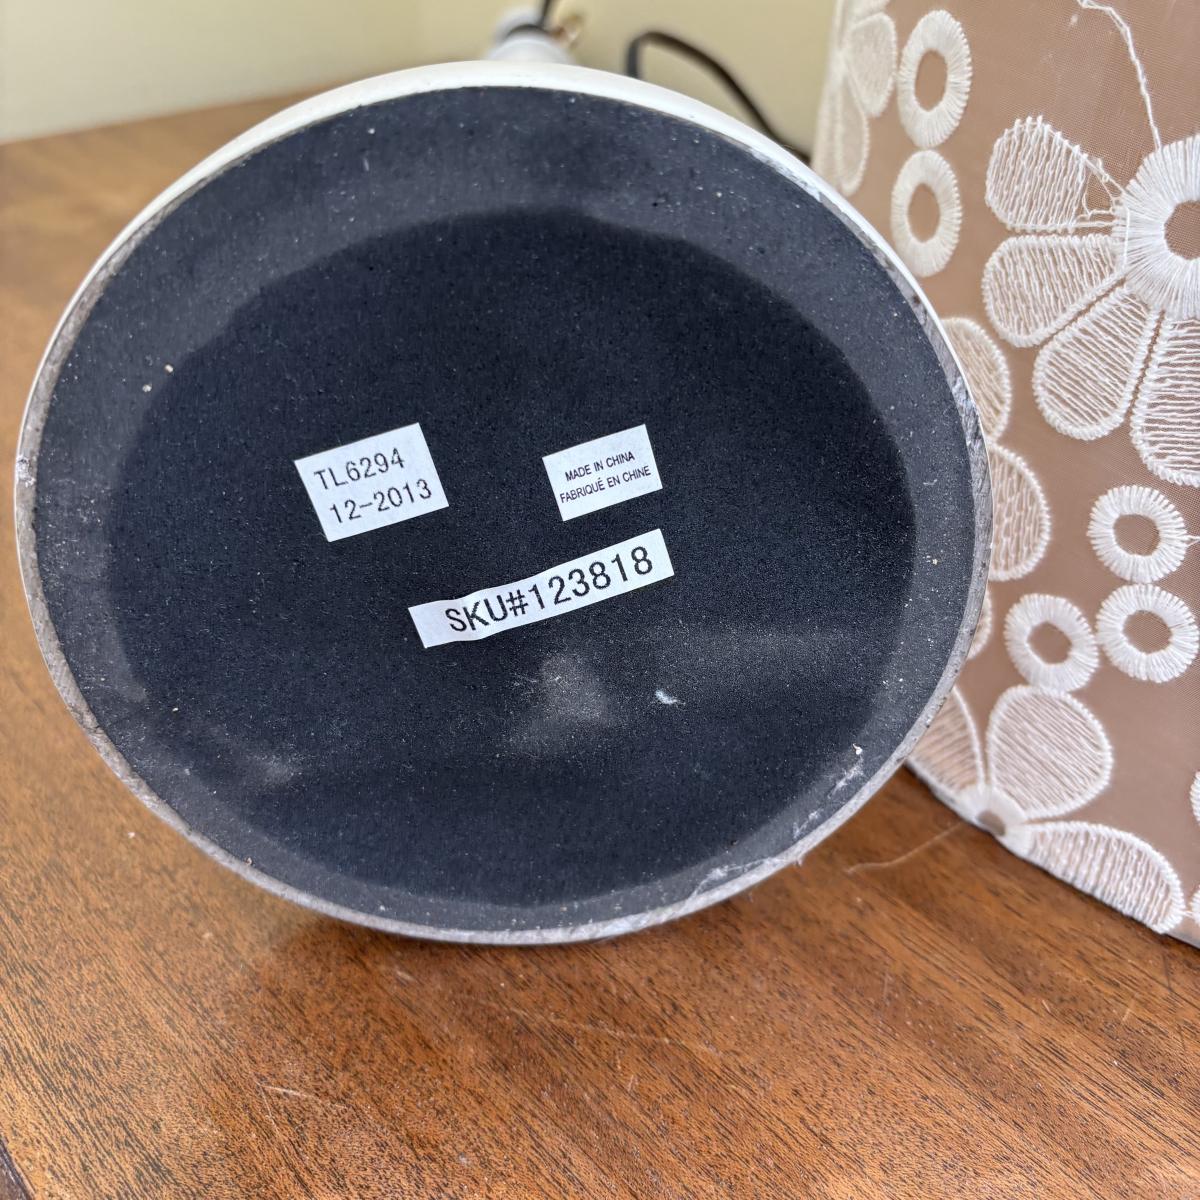 TL6294
12-2013
MADE IN CHINA
FABRIQUÉ EN CHINE
SKU#123818